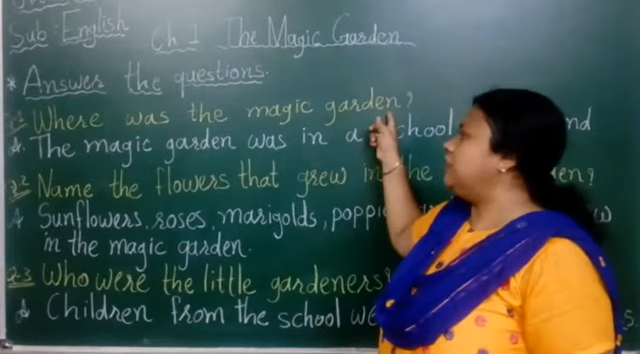 Sub: English
Ch 1 The Magic Garden
* Answer the questions.
Q.1 Where was the magic garden?
A. The magic garden was in a school
Q.2 Name the flowers that grew in the
A Sunflowers, roses, marigolds,
in the magic garden.
Q.3 Who were the little gardeners?
A Children from the school